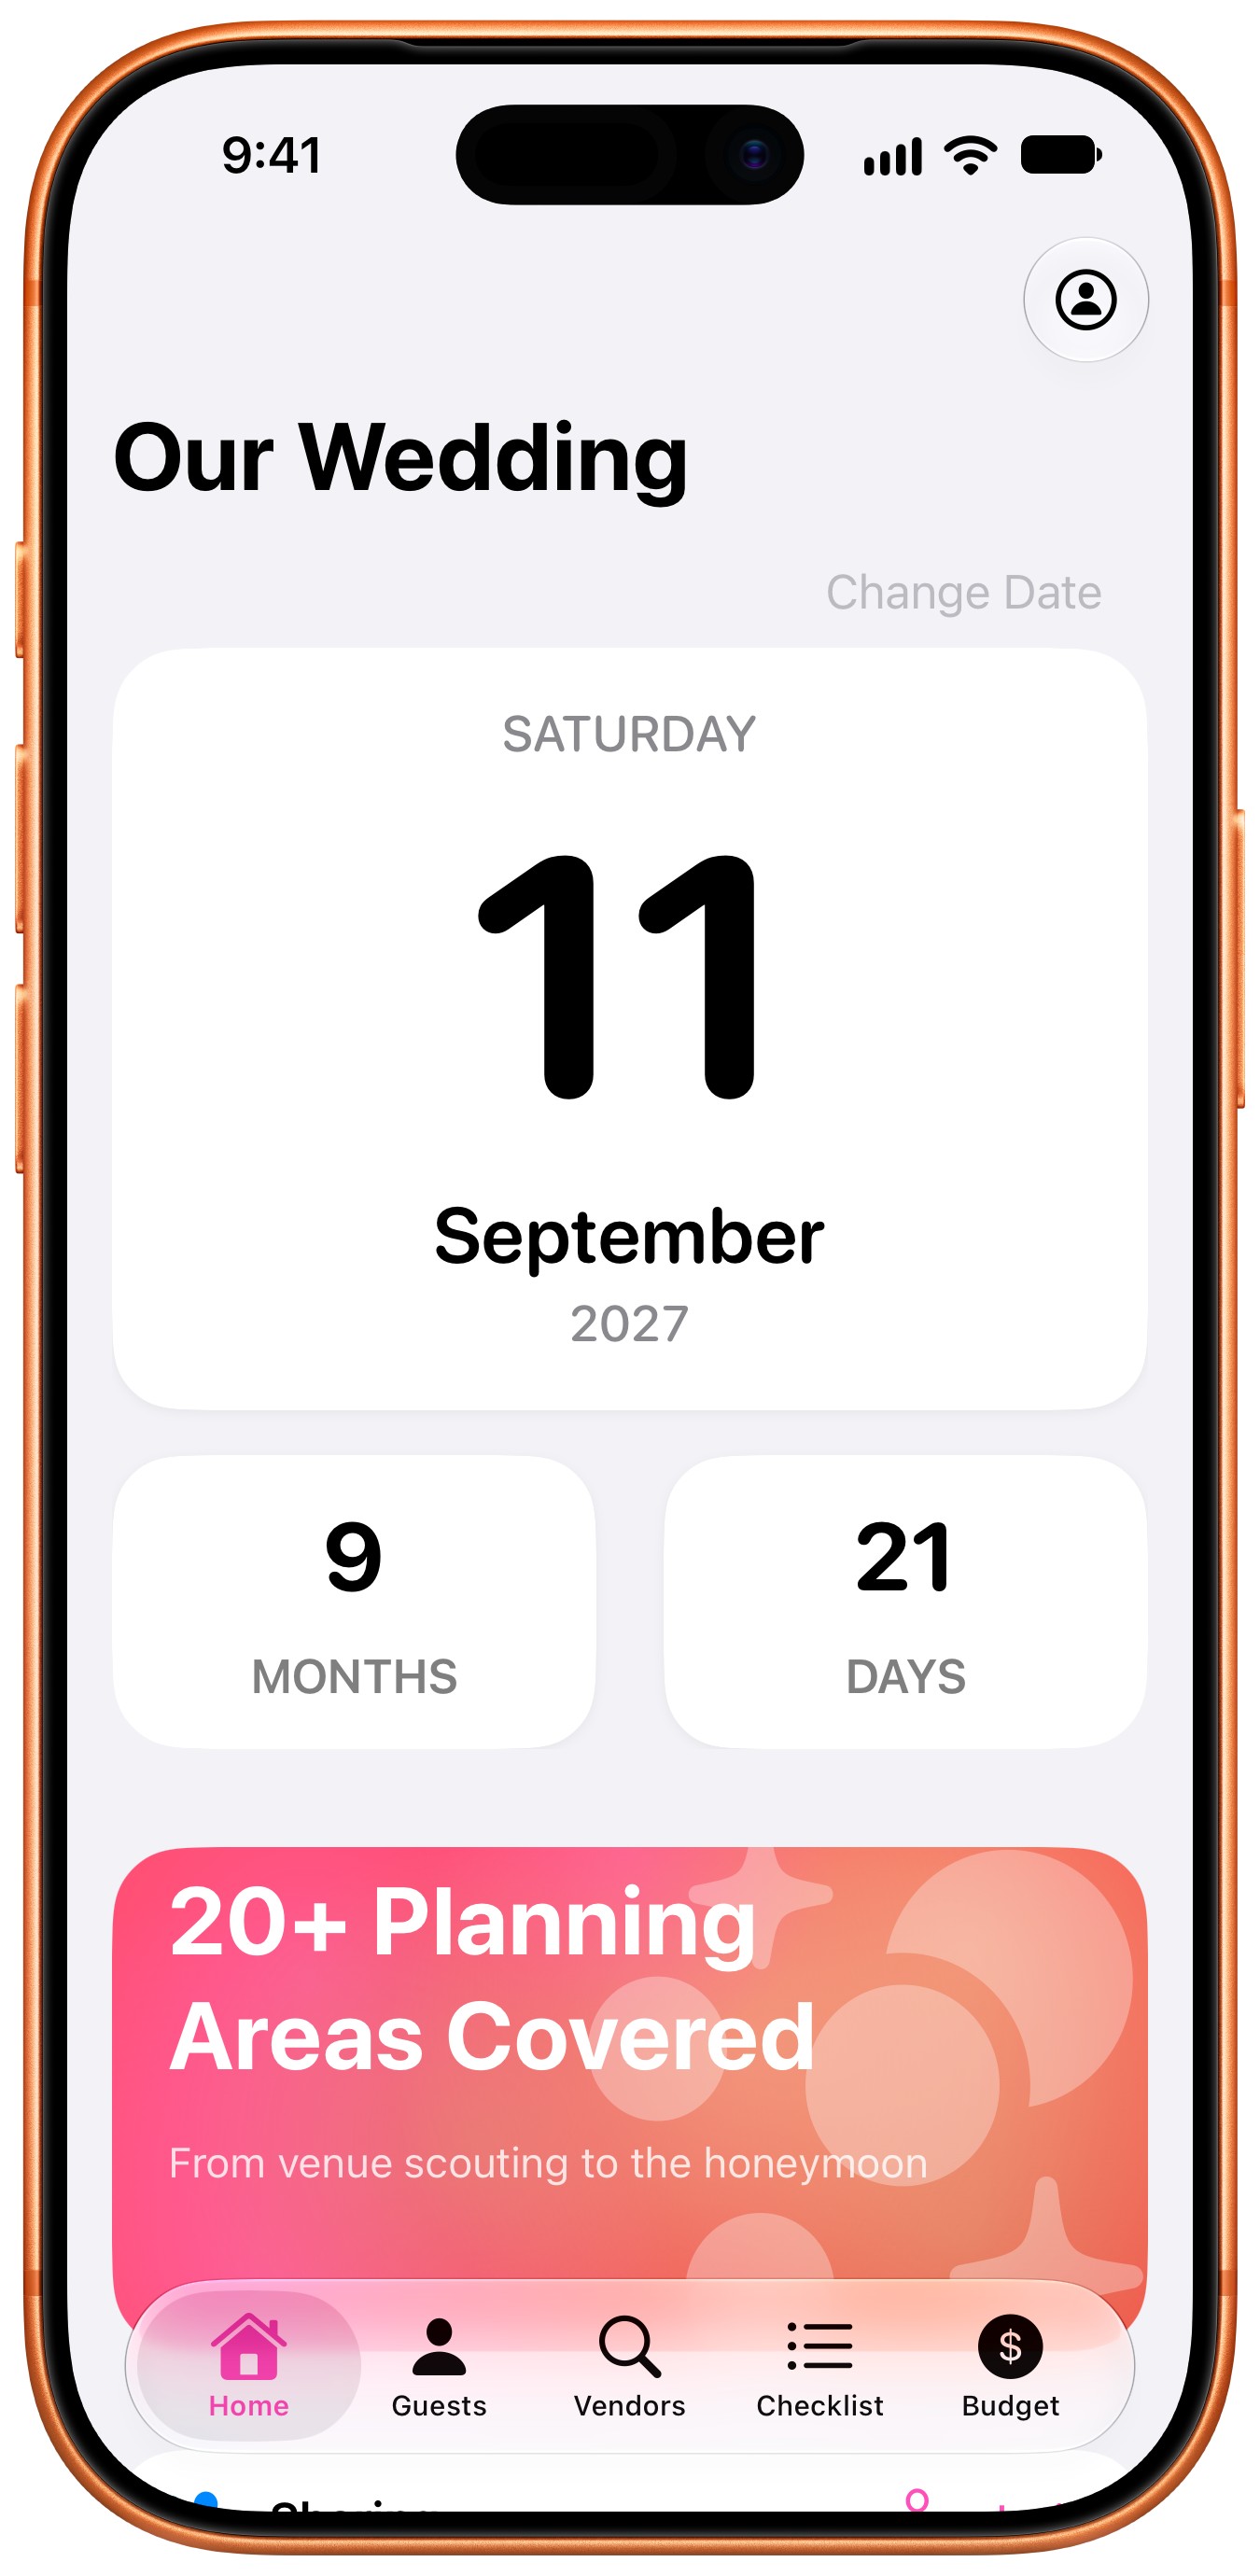 9:41
Our Wedding
Change Date
SATURDAY
11
September
2027
9
MONTHS
21
DAYS
20+ Planning
Areas Covered
From venue scouting to the honeymoon
$
Home
Guests
Vendors
Checklist
Budget